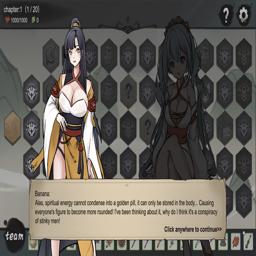 chapter:1 (1 / 20)
1000/1000
?
?
Banana:
Alas, spiritual energy cannot condense into a golden pill, it can only be stored in the body... Causing
everyone's figure to become more rounded! I've been thinking about it, why do I think it's a conspiracy
of stinky men!
Click anywhere to continue>>
team